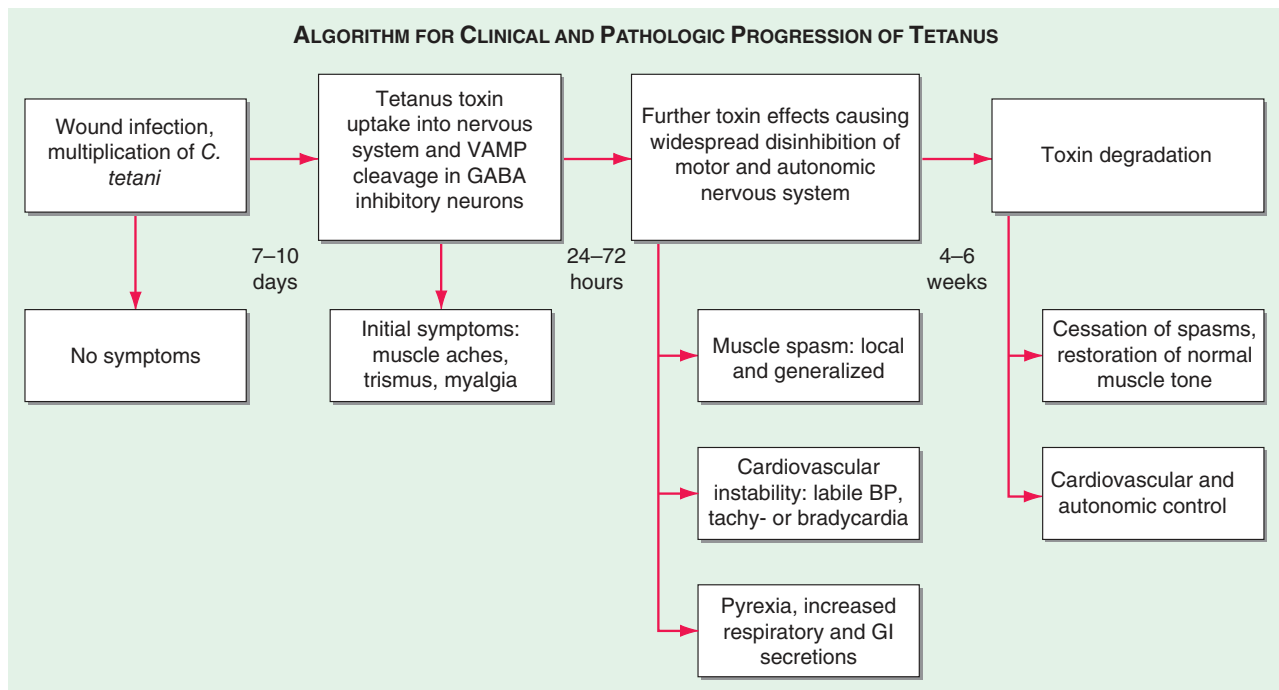 ALGORITHM FOR CLINICAL AND PATHOLOGIC PROGRESSION OF TETANUS
Wound infection,
multiplication of C.
tetani
Tetanus toxin
uptake into nervous
system and VAMP
cleavage in GABA
inhibitory neurons
Further toxin effects causing
widespread disinhibition of
motor and autonomic
nervous system
Toxin degradation
7–10
days
24–72
hours
4–6
weeks
No symptoms
Initial symptoms:
muscle aches,
trismus, myalgia
Muscle spasm: local
and generalized
Cardiovascular
instability: labile BP,
tachy- or bradycardia
Pyrexia, increased
respiratory and GI
secretions
Cessation of spasms,
restoration of normal
muscle tone
Cardiovascular and
autonomic control